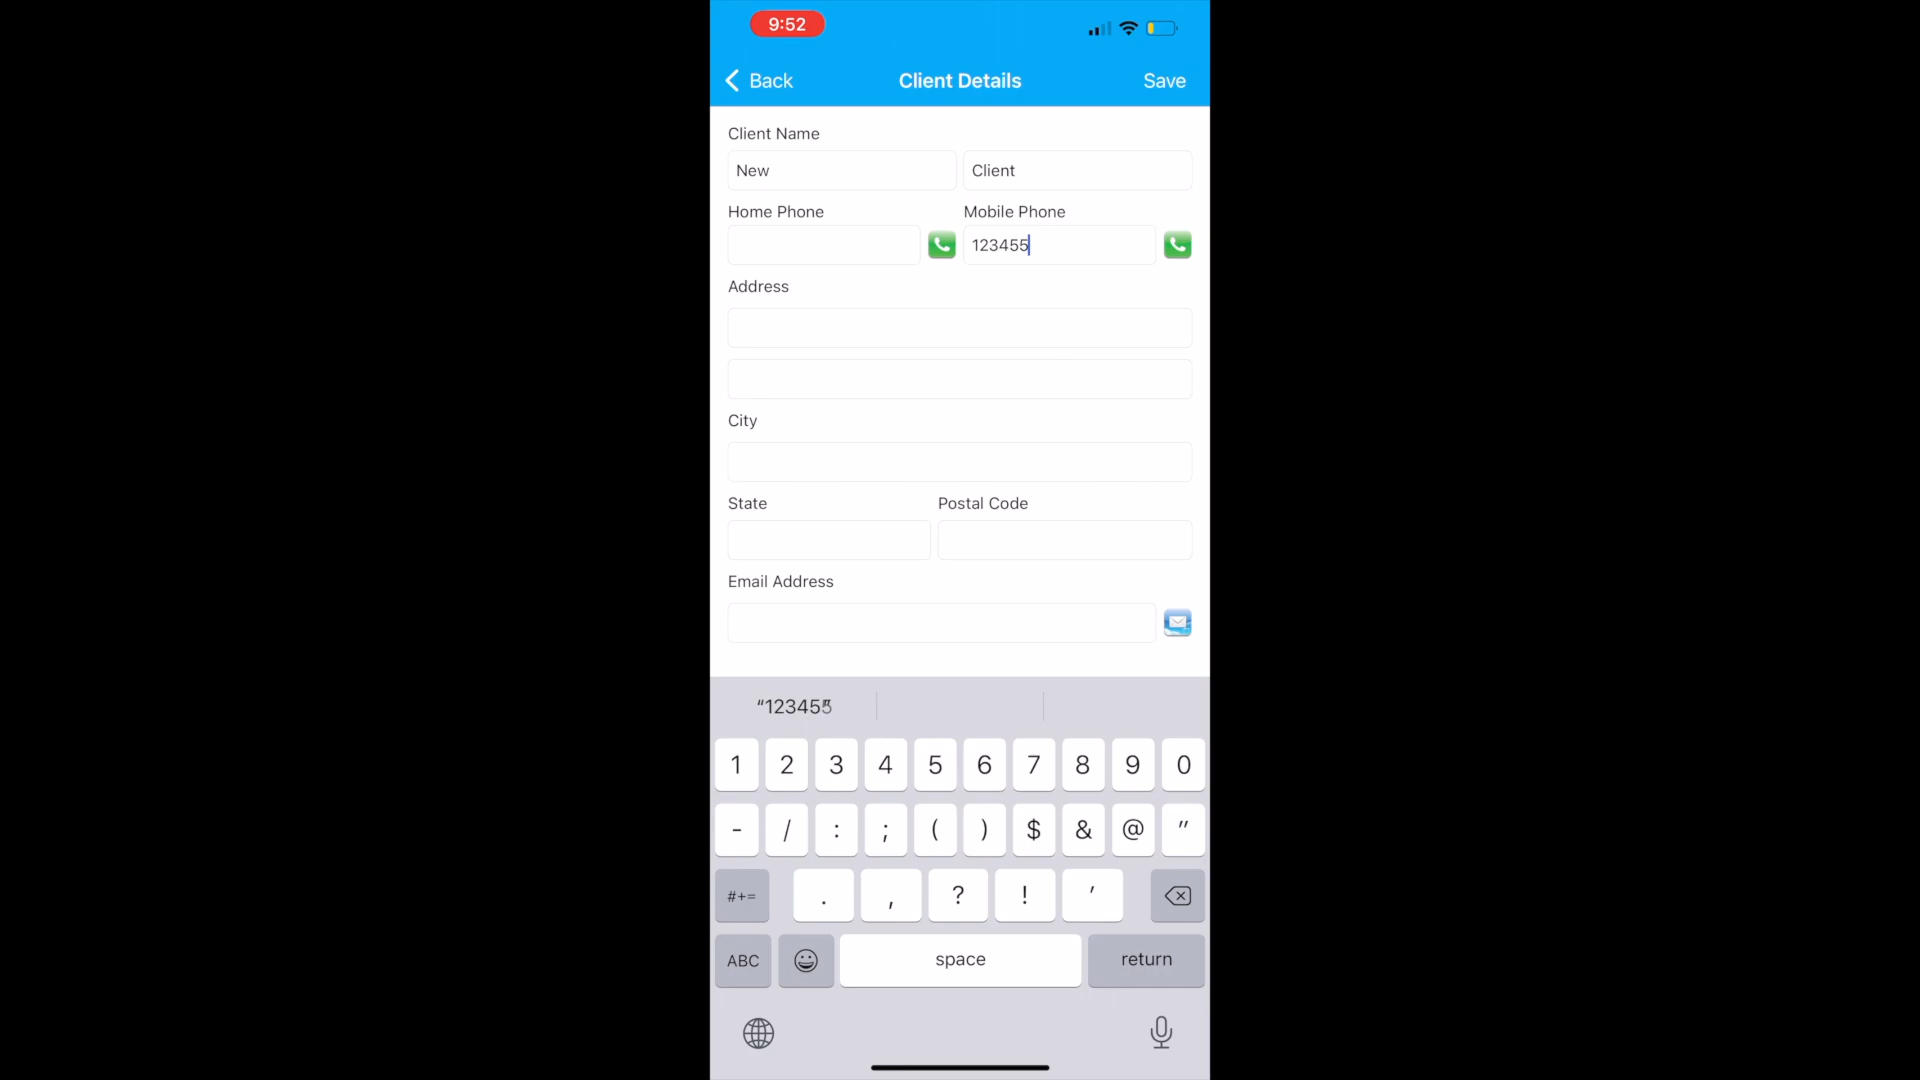 9:52
Back Client Details Save
Client Name
New Client
Home Phone Mobile Phone
123455
Address
City
State Postal Code
Email Address
1 2 3 4 5 6 7 8 9 0
- / : ; ( ) $ & @ "
#+= . , ? ! '
ABC space return